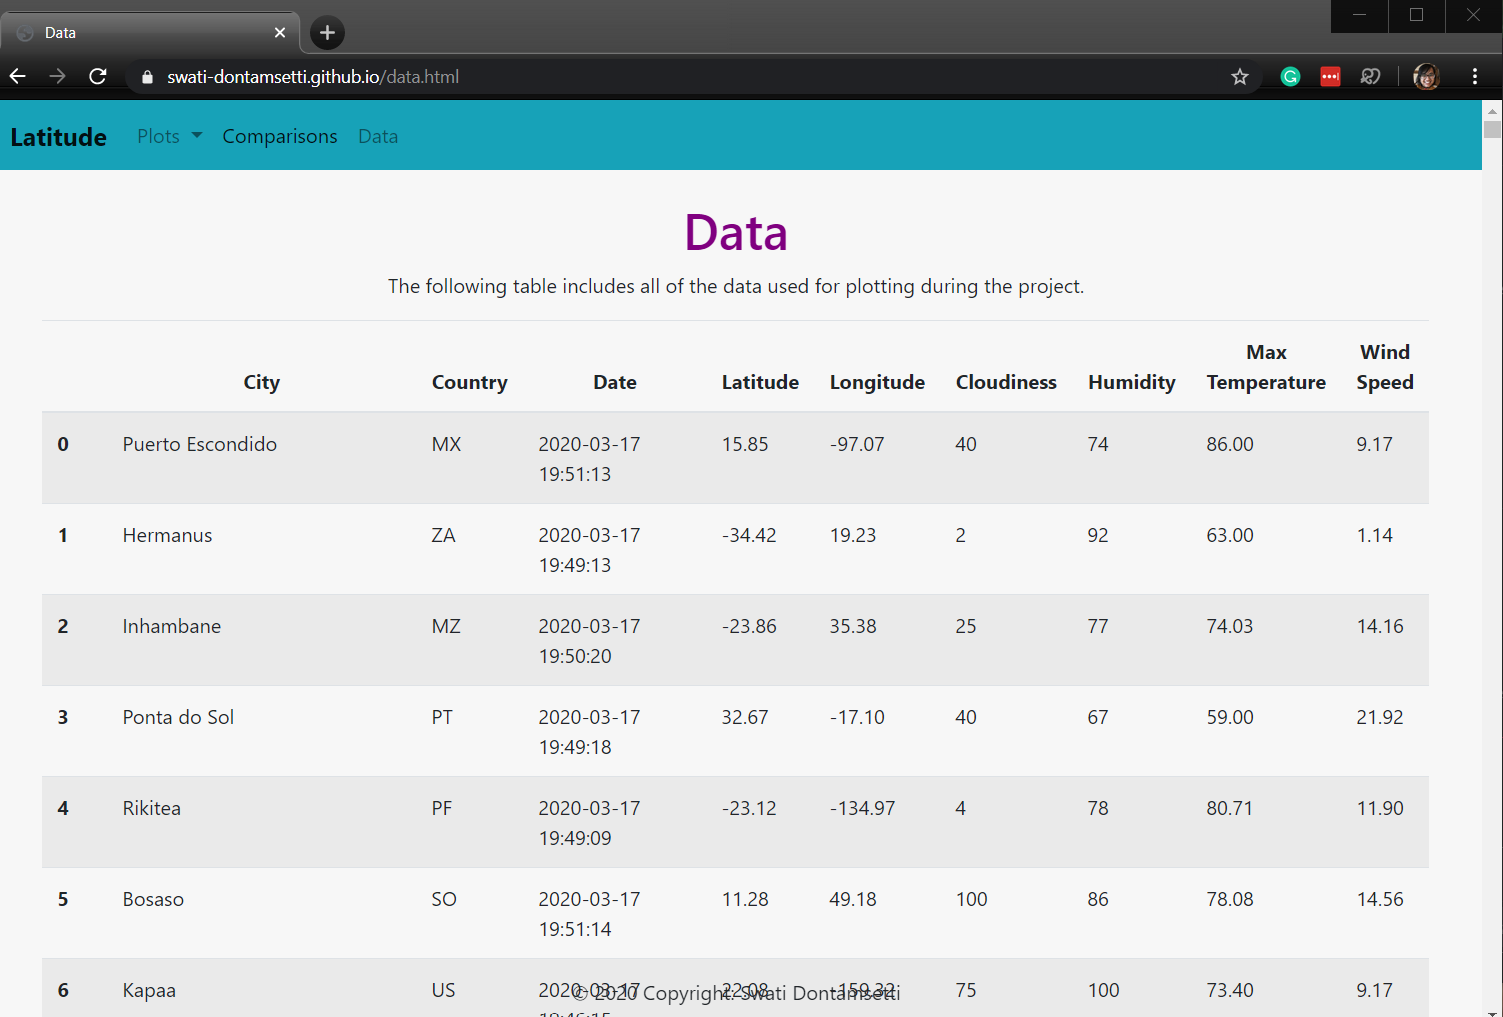 Data
swati-dontamsetti.github.io/data.html
Latitude Plots Comparisons Data
Data
The following table includes all of the data used for plotting during the project.
City Country Date Latitude Longitude Cloudiness Humidity Max Temperature Wind Speed
0 Puerto Escondido MX 2020-03-17 15.85 -97.07 40 74 86.00 9.17
19:51:13
1 Hermanus ZA 2020-03-17 -34.42 19.23 2 92 63.00 1.14
19:49:13
2 Inhambane MZ 2020-03-17 -23.86 35.38 25 77 74.03 14.16
19:50:20
3 Ponta do Sol PT 2020-03-17 32.67 -17.10 40 67 59.00 21.92
19:49:18
4 Rikitea PF 2020-03-17 -23.12 -134.97 4 78 80.71 11.90
19:49:09
5 Bosaso SO 2020-03-17 11.28 49.18 100 86 78.08 14.56
19:51:14
6 Kapaa US 2020-03-17 22.08 -159.32 75 100 73.40 9.17
© 2020 Copyright: Swati Dontamsetti